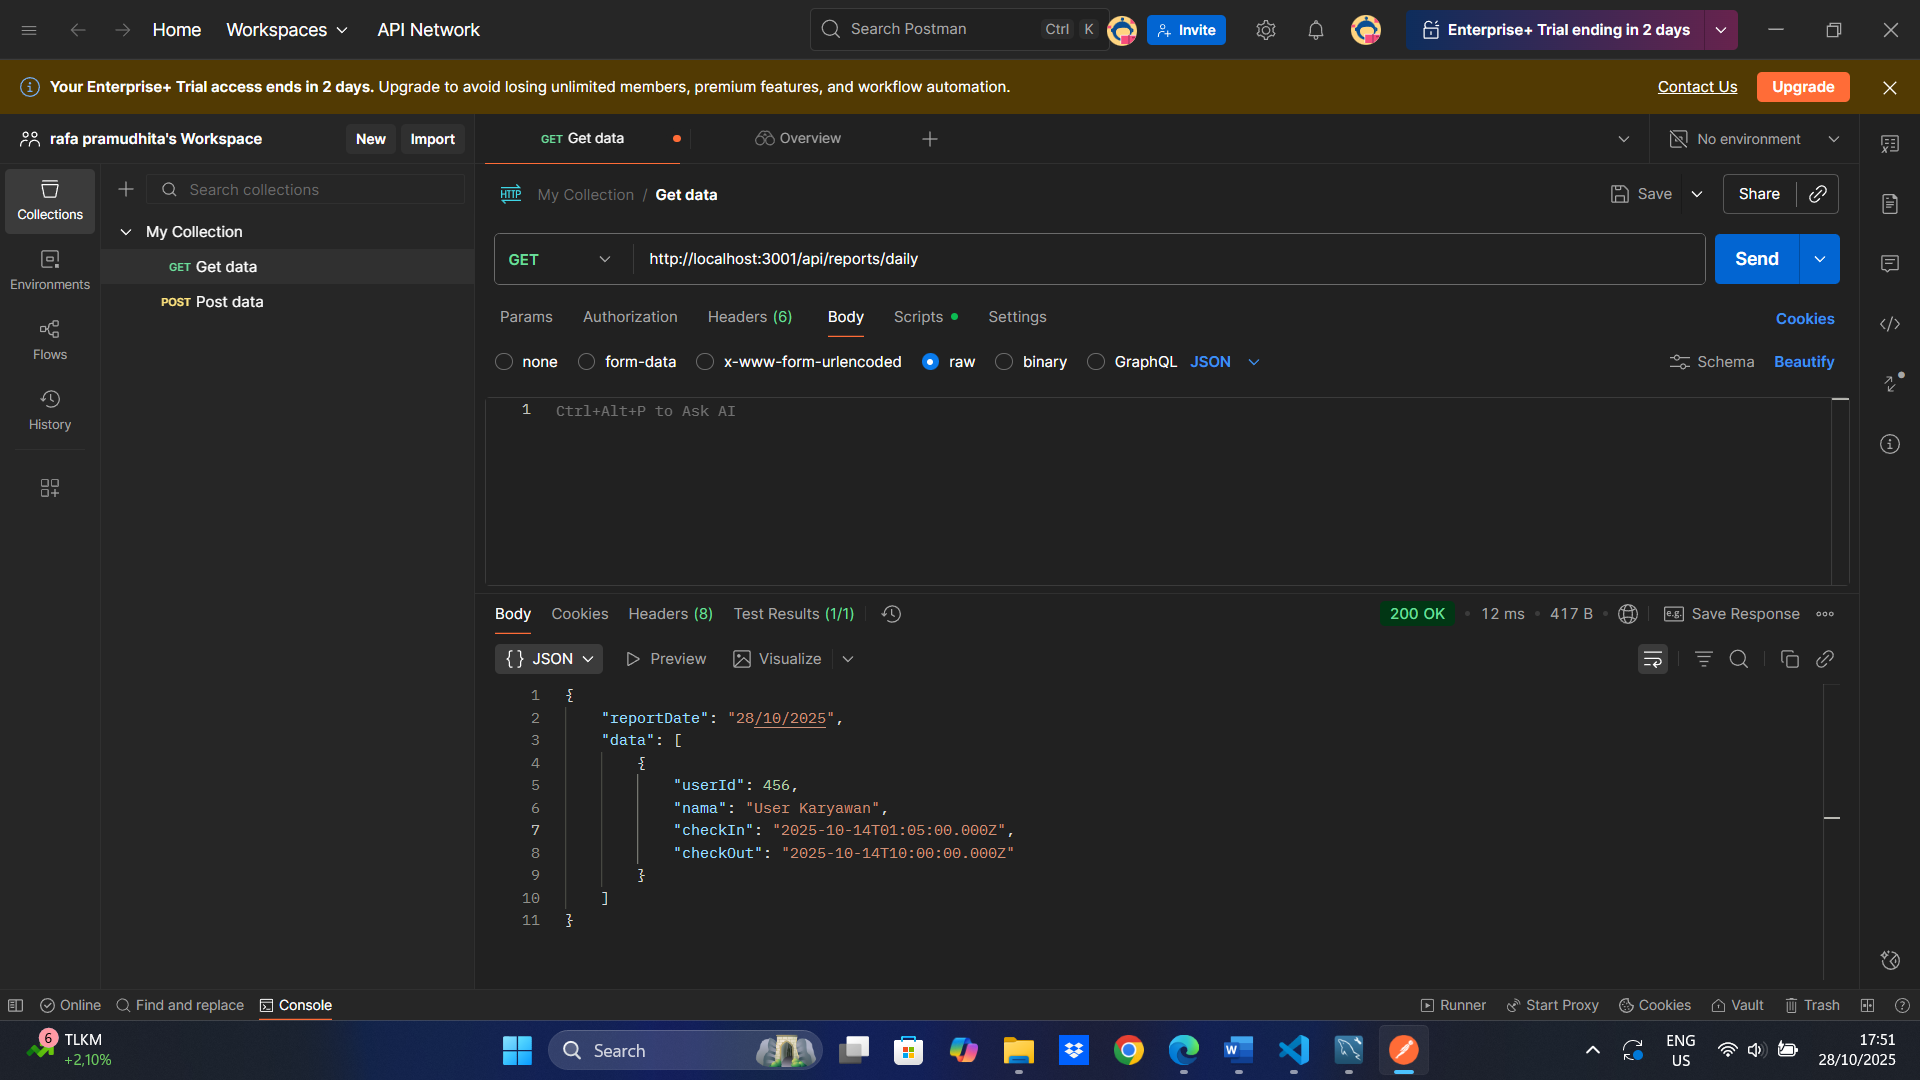 Home Workspaces API Network Search Postman Ctrl K Invite Enterprise+ Trial ending in 2 days
Your Enterprise+ Trial access ends in 2 days. Upgrade to avoid losing unlimited members, premium features, and workflow automation. Contact Us Upgrade
rafa pramudhita's Workspace New Import GET Get data Overview No environment
Collections
Environments
Flows
History
Search collections
My Collection
GET Get data
POST Post data
HTTP My Collection / Get data Save Share
GET http://localhost:3001/api/reports/daily Send
Params Authorization Headers (6) Body Scripts Settings Cookies
none form-data x-www-form-urlencoded raw binary GraphQL JSON Schema Beautify
1 Ctrl+Alt+P to Ask AI
Body Cookies Headers (8) Test Results (1/1) 200 OK • 12 ms • 417 B • e.g. Save Response
{} JSON Preview Visualize
1 {
2 "reportDate": "28/10/2025",
3 "data": [
4 {
5 "userId": 456,
6 "nama": "User Karyawan",
7 "checkIn": "2025-10-14T01:05:00.000Z",
8 "checkOut": "2025-10-14T10:00:00.000Z"
9 }
10 ]
11 }
Online Find and replace Console Runner Start Proxy Cookies Vault Trash
6 TLKM
+2,10%
Search
ENG
US
17:51
28/10/2025